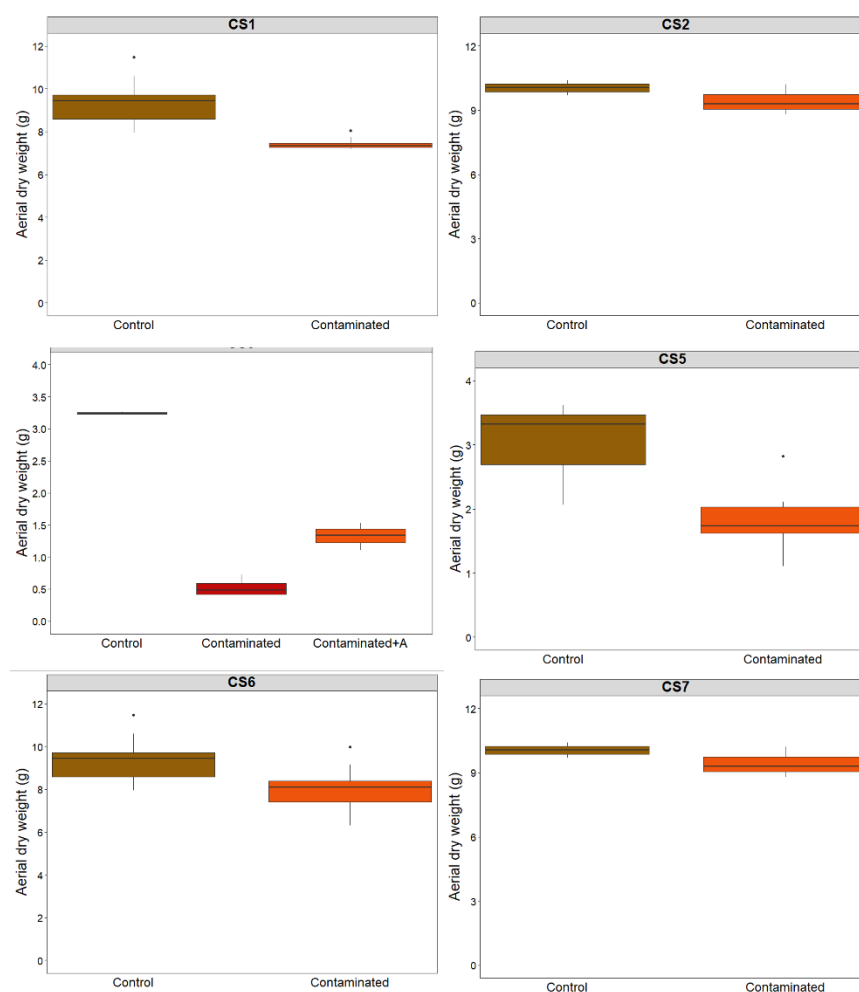 CS1
Aerial dry weight (g)
12
10
8
6
4
2
0
Control Contaminated
CS2
Aerial dry weight (g)
12
9
6
3
0
Control Contaminated
Aerial dry weight (g)
4.0
3.5
3.0
2.5
2.0
1.5
1.0
0.5
0.0
Control Contaminated Contaminated+A
CS5
Aerial dry weight (g)
4
3
2
1
0
Control Contaminated
CS6
Aerial dry weight (g)
12
10
8
6
4
2
0
Control Contaminated
CS7
Aerial dry weight (g)
12
9
6
3
0
Control Contaminated